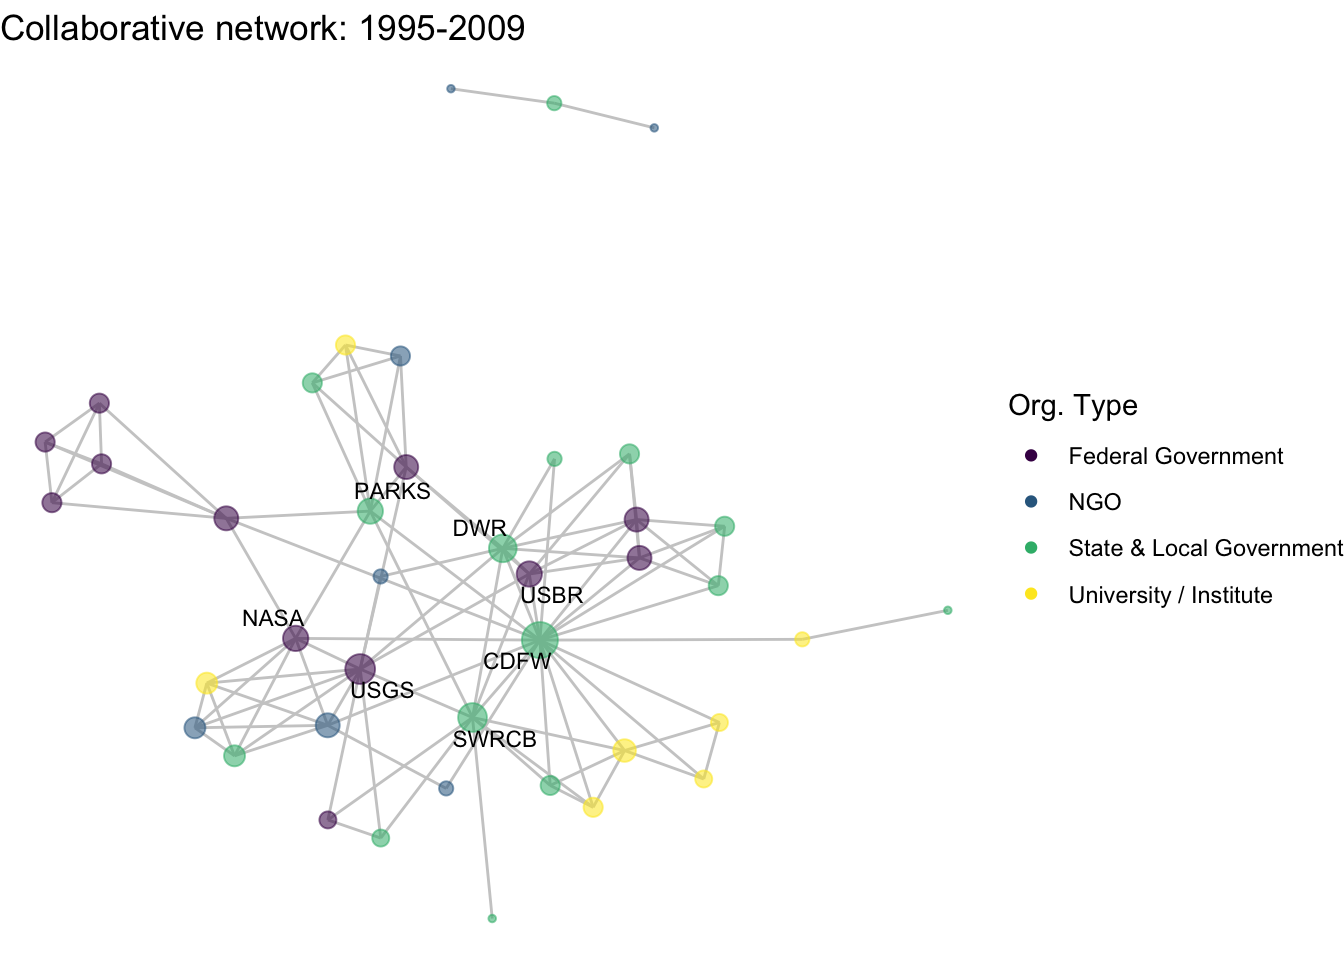 Collaborative network: 1995-2009
PARKS
DWR
USBR
NASA
CDFW
USGS
SWRCB
Org. Type
Federal Government
NGO
State & Local Government
University / Institute